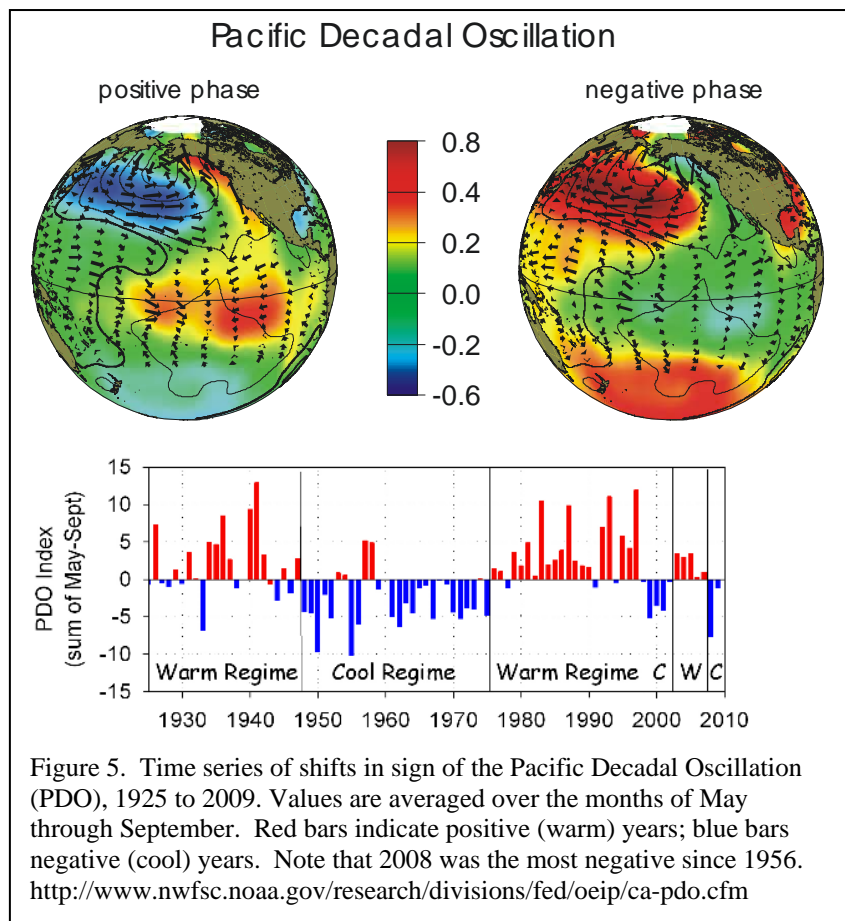 Pacific Decadal Oscillation
positive phase
negative phase
0.8
0.4
0.2
0.0
-0.2
-0.6
PDO Index
(sum of May-Sept)
15
10
5
0
-5
-10
-15
Warm Regime
Cool Regime
Warm Regime
C
W
C
1930 1940 1950 1960 1970 1980 1990 2000 2010
Figure 5. Time series of shifts in sign of the Pacific Decadal Oscillation
(PDO), 1925 to 2009. Values are averaged over the months of May
through September. Red bars indicate positive (warm) years; blue bars
negative (cool) years. Note that 2008 was the most negative since 1956.
http://www.nwfsc.noaa.gov/research/divisions/fed/oeip/ca-pdo.cfm